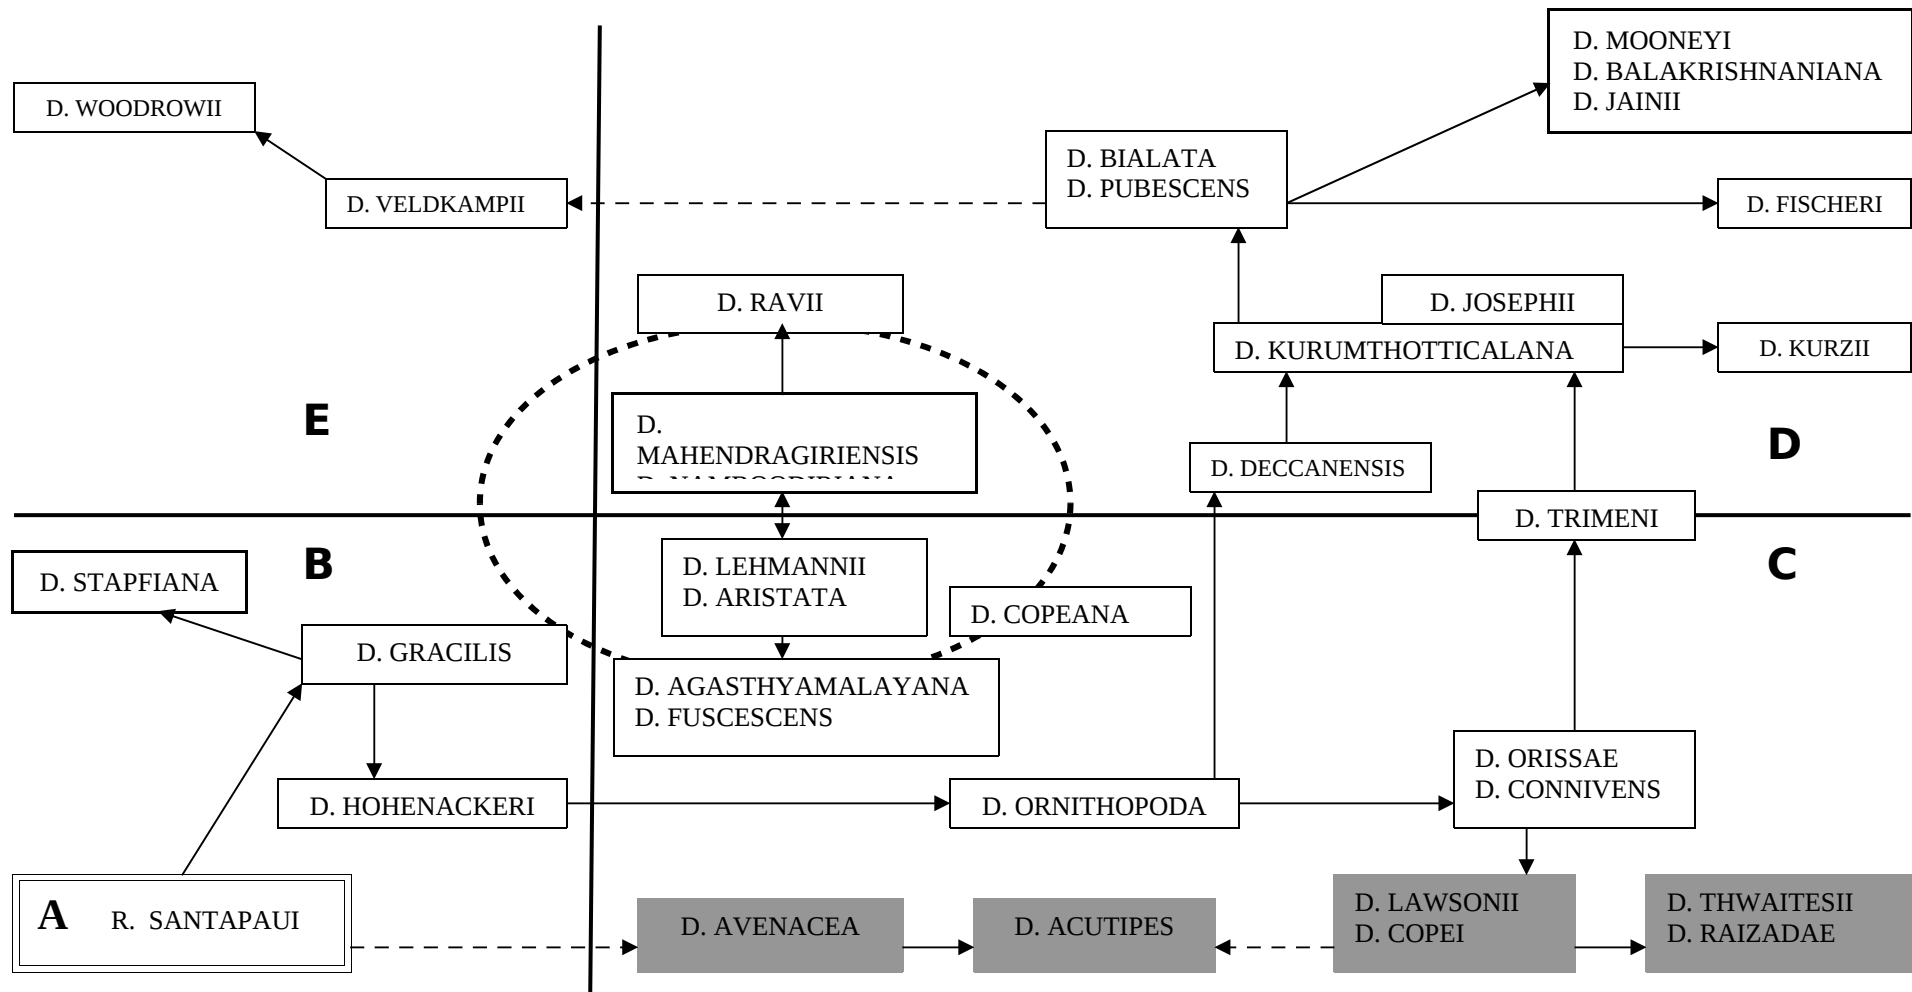 D. MOONEYI
D. BALAKRISHNANIANA
D. JAINII
D. WOODROWII
D. BIALATA
D. PUBESCENS
D. VELDKAMPII
D. FISCHERI
D. RAVII
D. JOSEPHII
D. KURUMTHOTTICALANA
D. KURZII
E
D.
MAHENDRAGIRIENSIS
D
D. DECCANENSIS
D. TRIMENI
B
C
D. STAPFIANA
D. LEHMANNII
D. ARISTATA
D. COPEANA
D. GRACILIS
D. AGASTHYAMALAYANA
D. FUSCESCENS
D. ORISSAE
D. CONNIVENS
D. HOHENACKERI
D. ORNITHOPODA
A R. SANTAPAUI
D. AVENACEA
D. ACUTIPES
D. LAWSONII
D. COPEI
D. THWAITESII
D. RAIZADAE